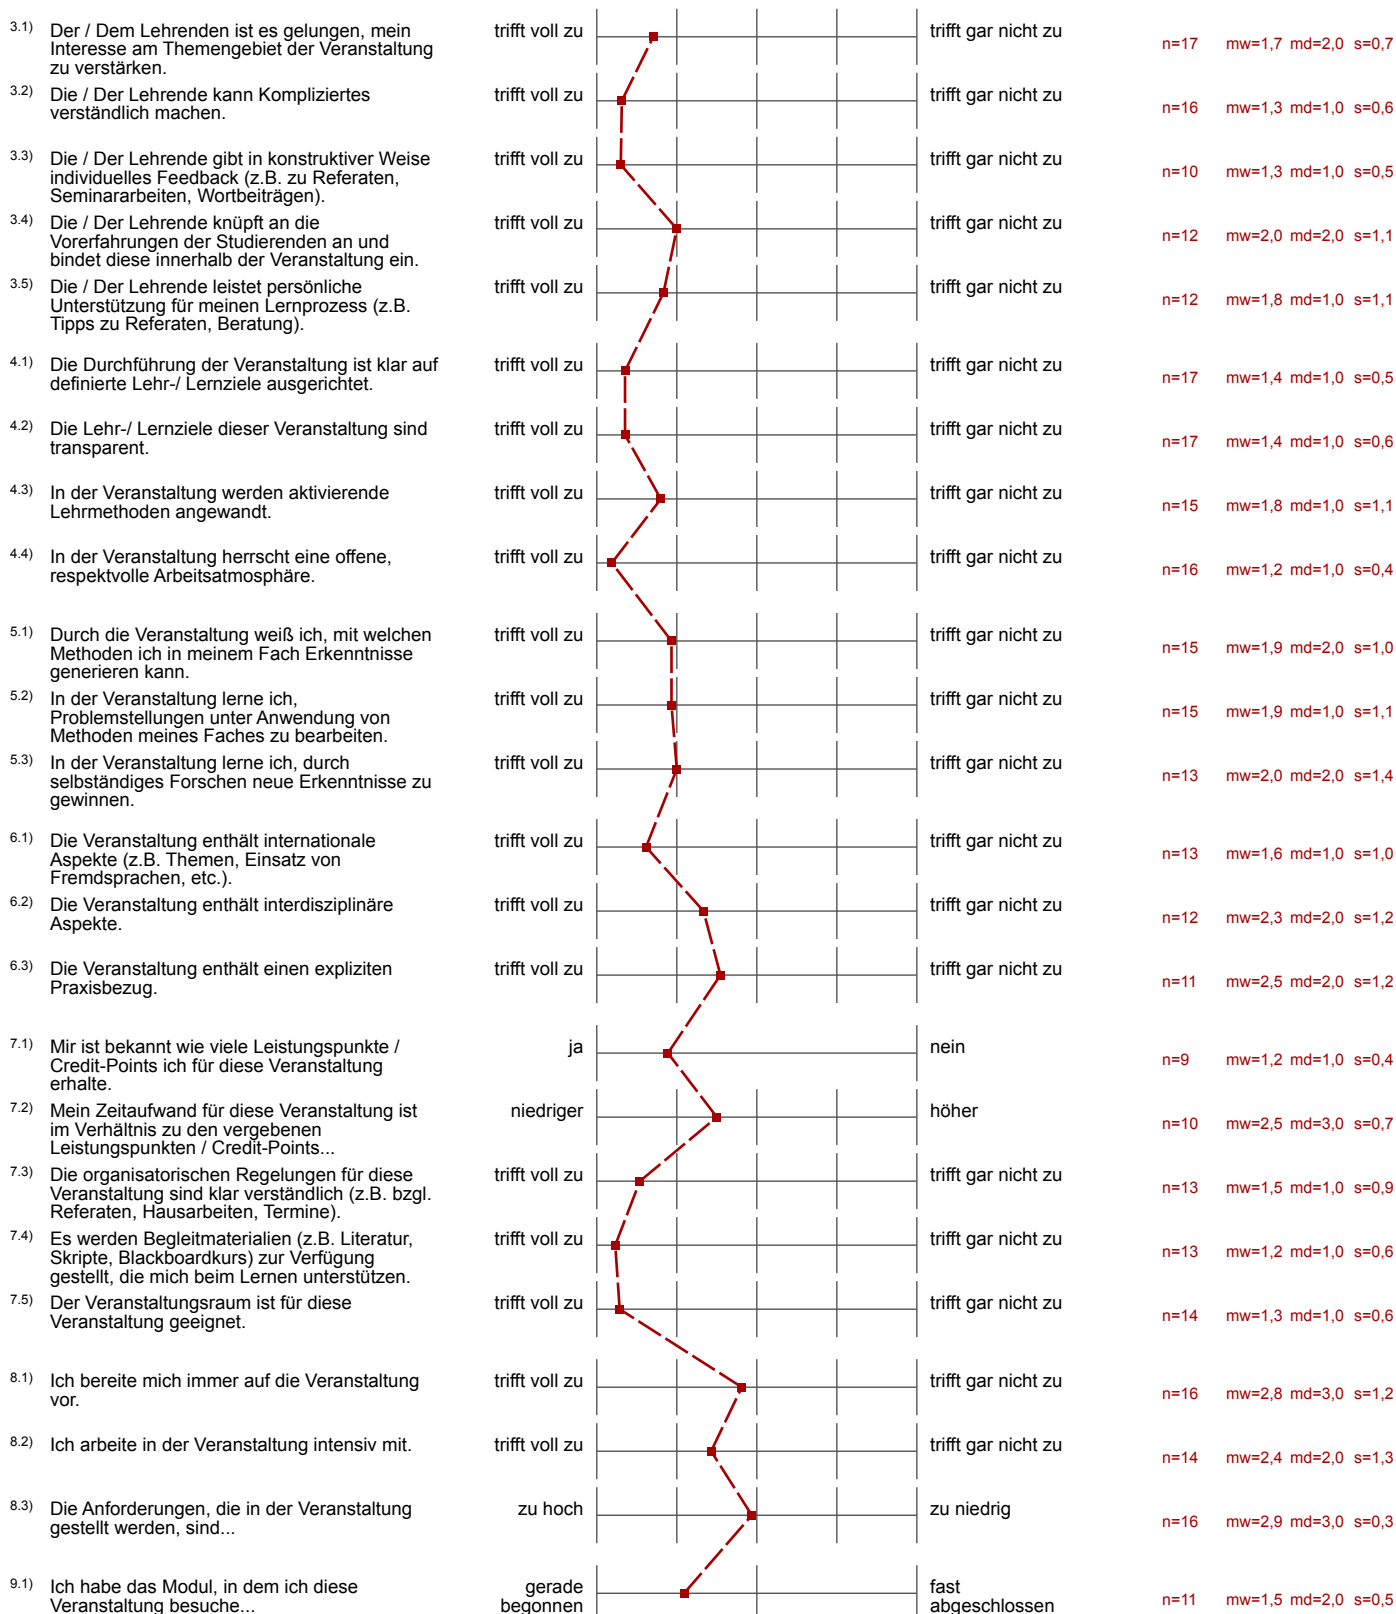 3.1) Der / Dem Lehrenden ist es gelungen, mein trifft voll zu trifft gar nicht zu
Interesse am Themengebiet der Veranstaltung n=17 mw=1,7 md=2,0 s=0,7
zu verstärken.
3.2) Die / Der Lehrende kann Kompliziertes trifft voll zu trifft gar nicht zu
verständlich machen. n=16 mw=1,3 md=1,0 s=0,6
3.3) Die / Der Lehrende gibt in konstruktiver Weise trifft voll zu trifft gar nicht zu
individuelles Feedback (z.B. zu Referaten, n=10 mw=1,3 md=1,0 s=0,5
Seminararbeiten, Wortbeiträgen).
3.4) Die / Der Lehrende knüpft an die trifft voll zu trifft gar nicht zu
Vorerfahrungen der Studierenden an und n=12 mw=2,0 md=2,0 s=1,1
bindet diese innerhalb der Veranstaltung ein.
3.5) Die / Der Lehrende leistet persönliche trifft voll zu trifft gar nicht zu
Unterstützung für meinen Lernprozess (z.B. n=12 mw=1,8 md=1,0 s=1,1
Tipps zu Referaten, Beratung).
4.1) Die Durchführung der Veranstaltung ist klar auf trifft voll zu trifft gar nicht zu
definierte Lehr-/ Lernziele ausgerichtet. n=17 mw=1,4 md=1,0 s=0,5
4.2) Die Lehr-/ Lernziele dieser Veranstaltung sind trifft voll zu trifft gar nicht zu
transparent. n=17 mw=1,4 md=1,0 s=0,6
4.3) In der Veranstaltung werden aktivierende trifft voll zu trifft gar nicht zu
Lehrmethoden angewandt. n=15 mw=1,8 md=1,0 s=1,1
4.4) In der Veranstaltung herrscht eine offene, trifft voll zu trifft gar nicht zu
respektvolle Arbeitsatmosphäre. n=16 mw=1,2 md=1,0 s=0,4
5.1) Durch die Veranstaltung weiß ich, mit welchen trifft voll zu trifft gar nicht zu
Methoden ich in meinem Fach Erkenntnisse n=15 mw=1,9 md=2,0 s=1,0
generieren kann.
5.2) In der Veranstaltung lerne ich, trifft voll zu trifft gar nicht zu
Problemstellungen unter Anwendung von n=15 mw=1,9 md=1,0 s=1,1
Methoden meines Faches zu bearbeiten.
5.3) In der Veranstaltung lerne ich, durch trifft voll zu trifft gar nicht zu
selbständiges Forschen neue Erkenntnisse zu n=13 mw=2,0 md=2,0 s=1,4
gewinnen.
6.1) Die Veranstaltung enthält internationale trifft voll zu trifft gar nicht zu
Aspekte (z.B. Themen, Einsatz von n=13 mw=1,6 md=1,0 s=1,0
Fremdsprachen, etc.).
6.2) Die Veranstaltung enthält interdisziplinäre trifft voll zu trifft gar nicht zu
Aspekte. n=12 mw=2,3 md=2,0 s=1,2
6.3) Die Veranstaltung enthält einen expliziten trifft voll zu trifft gar nicht zu
Praxisbezug. n=11 mw=2,5 md=2,0 s=1,2
7.1) Mir ist bekannt wie viele Leistungspunkte / ja nein
Credit-Points ich für diese Veranstaltung n=9 mw=1,2 md=1,0 s=0,4
erhalte.
7.2) Mein Zeitaufwand für diese Veranstaltung ist niedriger höher
im Verhältnis zu den vergebenen n=10 mw=2,5 md=3,0 s=0,7
Leistungspunkten / Credit-Points...
7.3) Die organisatorischen Regelungen für diese trifft voll zu trifft gar nicht zu
Veranstaltung sind klar verständlich (z.B. bzgl. n=13 mw=1,5 md=1,0 s=0,9
Referaten, Hausarbeiten, Termine).
7.4) Es werden Begleitmaterialien (z.B. Literatur, trifft voll zu trifft gar nicht zu
Skripte, Blackboardkurs) zur Verfügung n=13 mw=1,2 md=1,0 s=0,6
gestellt, die mich beim Lernen unterstützen.
7.5) Der Veranstaltungsraum ist für diese trifft voll zu trifft gar nicht zu
Veranstaltung geeignet. n=14 mw=1,3 md=1,0 s=0,6
8.1) Ich bereite mich immer auf die Veranstaltung trifft voll zu trifft gar nicht zu
vor. n=16 mw=2,8 md=3,0 s=1,2
8.2) Ich arbeite in der Veranstaltung intensiv mit. trifft voll zu trifft gar nicht zu
n=14 mw=2,4 md=2,0 s=1,3
8.3) Die Anforderungen, die in der Veranstaltung zu hoch zu niedrig
gestellt werden, sind... n=16 mw=2,9 md=3,0 s=0,3
9.1) Ich habe das Modul, in dem ich diese gerade fast
Veranstaltung besuche... begonnen abgeschlossen n=11 mw=1,5 md=2,0 s=0,5